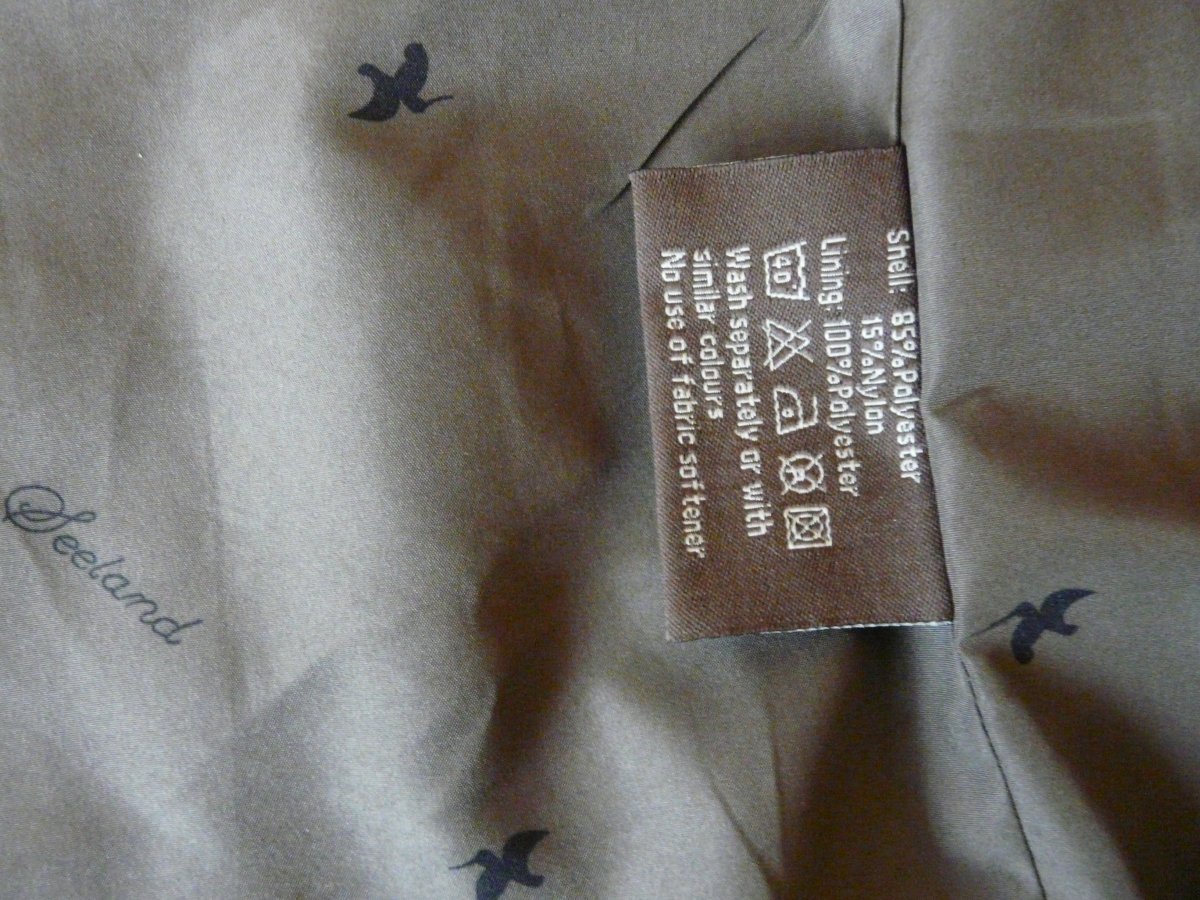 Shell: 85%Polyester
15%Nylon
Lining: 100%Polyester
40
Wash separately or with
similar colours
No use of fabric softener
Seeland